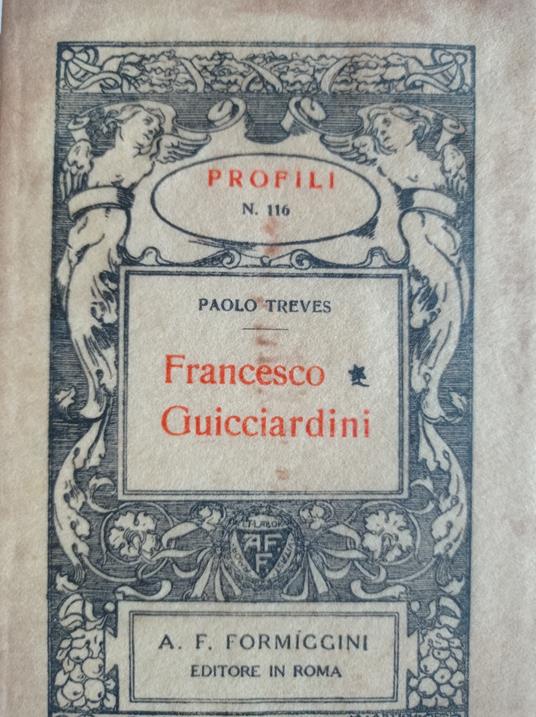 PROFILI
N. 116
PAOLO TREVES
Francesco
Guicciardini
A. F. F.
A. F. FORMÍGGINI
EDITORE IN ROMA